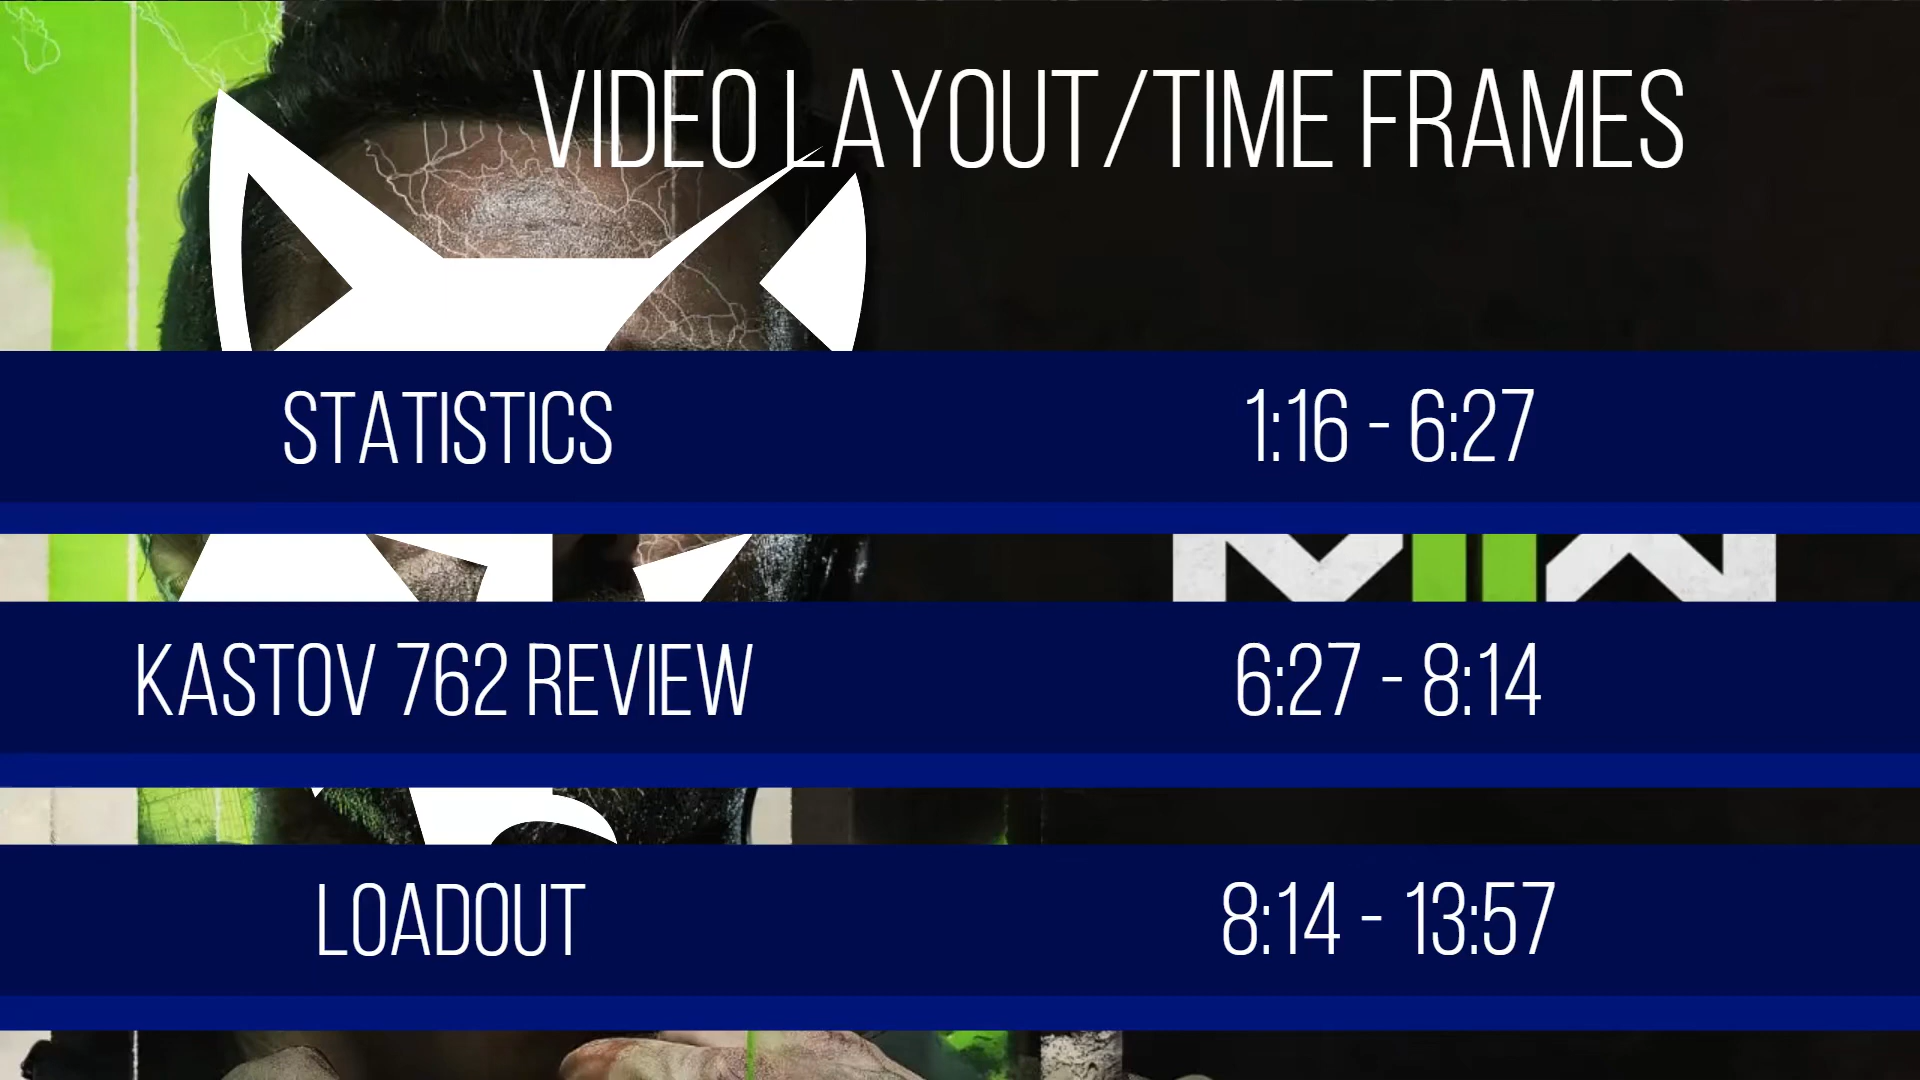 VIDEO LAYOUT/TIME FRAMES
STATISTICS 1:16 - 6:27
KASTOV 762 REVIEW 6:27 - 8:14
LOADOUT 8:14 - 13:57